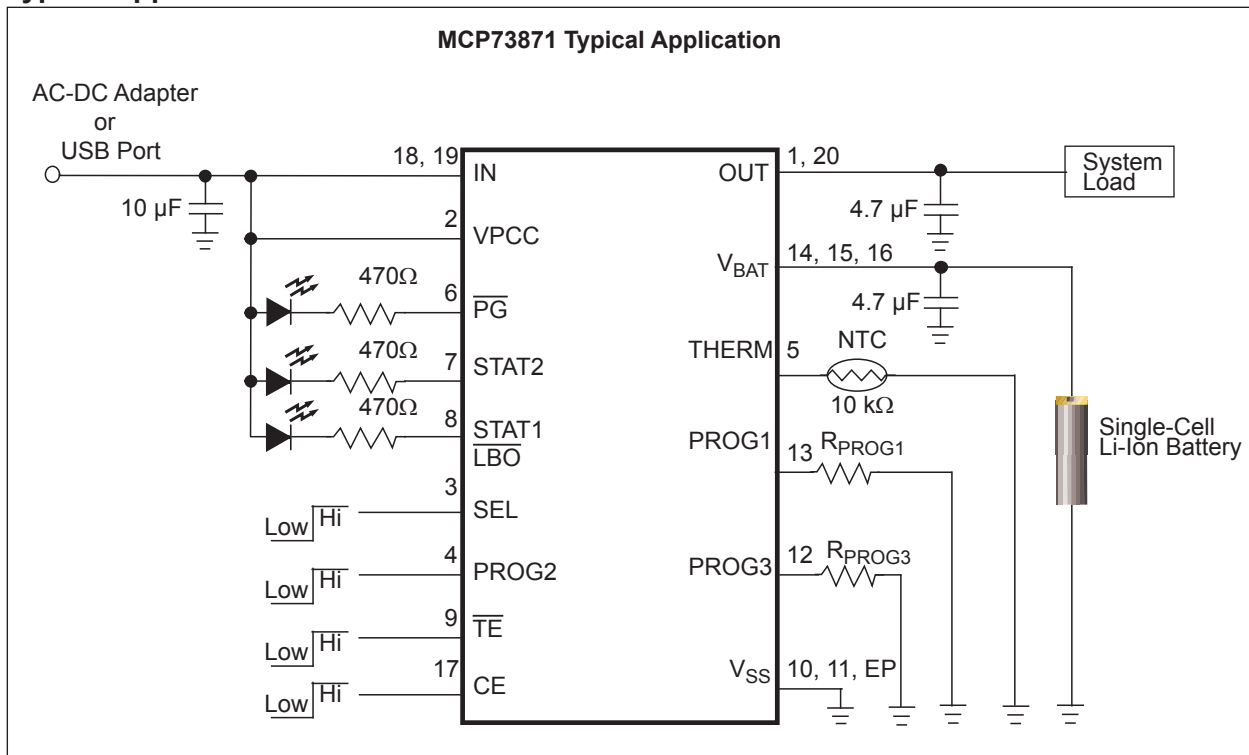 MCP73871 Typical Application
AC-DC Adapter
or
USB Port
10 µF
18, 19
IN
2
VPCC
470Ω
6
PG
470Ω
7
STAT2
470Ω
8
STAT1
LBO
3
SEL
Low
Hi
4
PROG2
Low
Hi
9
TE
Low
Hi
17
CE
Low
Hi
OUT
1, 20
System
Load
4.7 µF
VBAT
14, 15, 16
4.7 µF
THERM
5
NTC
10 kΩ
Single-Cell
Li-Ion Battery
PROG1
13
RPROG1
PROG3
12
RPROG3
VSS
10, 11, EP